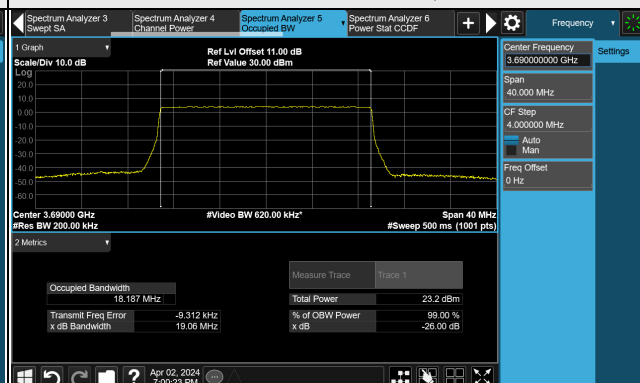 Spectrum Analyzer 3
Swept SA
Spectrum Analyzer 4
Channel Power
Spectrum Analyzer 5
Occupied BW
Spectrum Analyzer 6
Power Stat CCDF
Frequency
1 Graph
Scale/Div 10.0 dB
Ref Lvl Offset 11.00 dB
Ref Value 30.00 dBm
Log
20.0
10.0
0.00
-10.0
-20.0
-30.0
-40.0
-50.0
-60.0
Center 3.69000 GHz
#Res BW 200.00 kHz
#Video BW 620.00 kHz*
Span 40 MHz
#Sweep 500 ms (1001 pts)
Center Frequency
3.690000000 GHz
Settings
Span
40.000 MHz
CF Step
4.000000 MHz
Auto
Man
Freq Offset
0 Hz
2 Metrics
Measure Trace
Trace 1
Occupied Bandwidth
18.187 MHz
Total Power
23.2 dBm
Transmit Freq Error
-9.312 kHz
% of OBW Power
99.00 %
x dB Bandwidth
19.06 MHz
x dB
-26.00 dB
?
Apr 02, 2024
7:00:23 PM